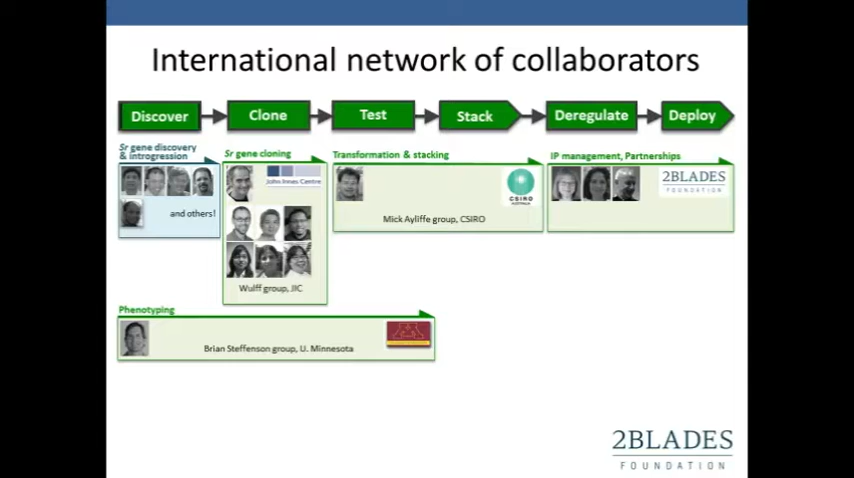 International network of collaborators
Discover
Clone
Test
Stack
Deregulate
Deploy
Sr gene discovery
& introgression
and others!
Sr gene cloning
John Innes Centre
Wulff group, JIC
Transformation & stacking
CSIRO
AUSTRALIA
Mick Ayliffe group, CSIRO
IP management, Partnerships
2BLADES
FOUNDATION
Phenotyping
Brian Steffenson group, U. Minnesota
2BLADES
FOUNDATION